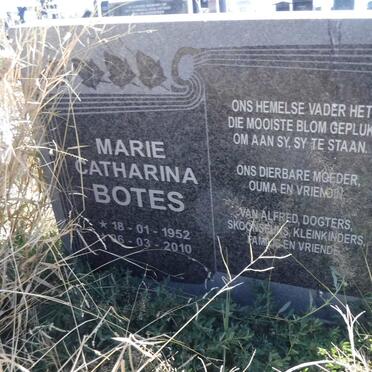 MARIE
CATHARINA
BOTES
* 18-01-1952
06-03-2010
ONS HEMELSE VADER HET
DIE MOOISTE BLOM GEPLUK
OM AAN SY, SY TE STAAN.
ONS DIERBARE MOEDER,
OUMA EN VRIENDIN.
VAN ALFRED, DOGTERS,
SKOONSEUNS, KLEINKINDERS,
FAMILIE EN VRIENDE.